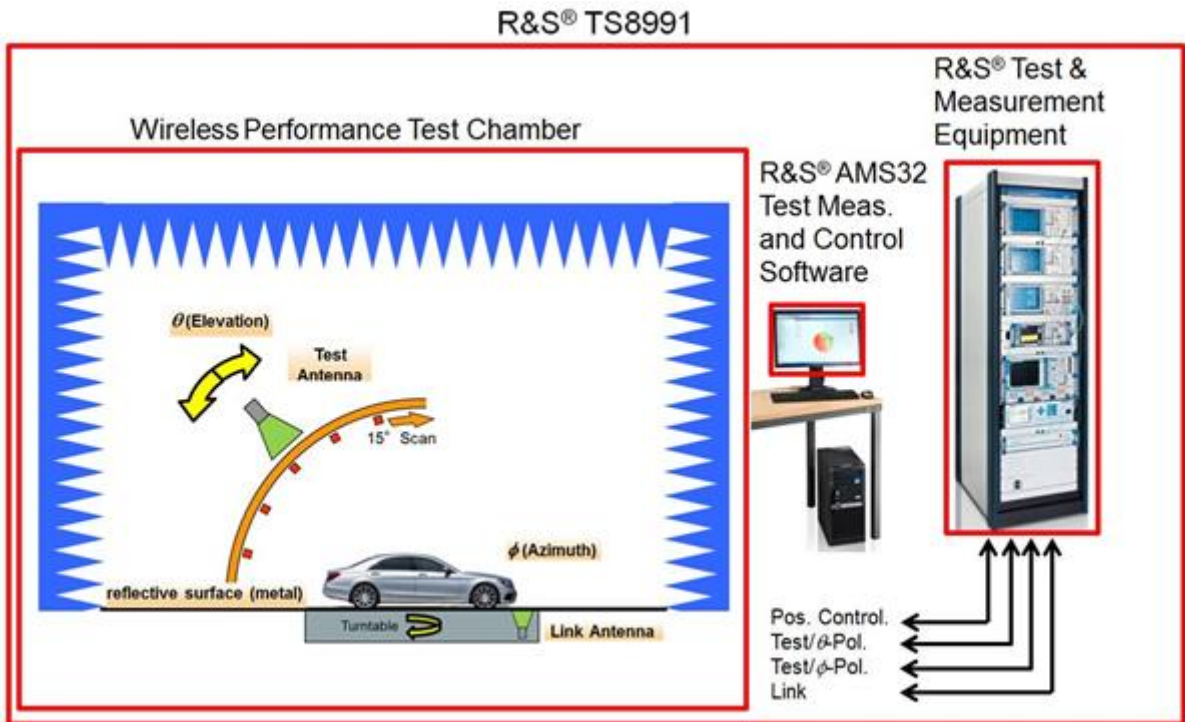 R&S® TS8991
Wireless Performance Test Chamber
R&S® Test &
Measurement
Equipment
R&S® AMS32
Test Meas.
and Control
Software
θ(Elevation)
Test
Antenna
15° Scan
ϕ(Azimuth)
reflective surface (metal)
Turntable
Link Antenna
Pos. Control.
Test/θ-Pol.
Test/ϕ-Pol.
Link